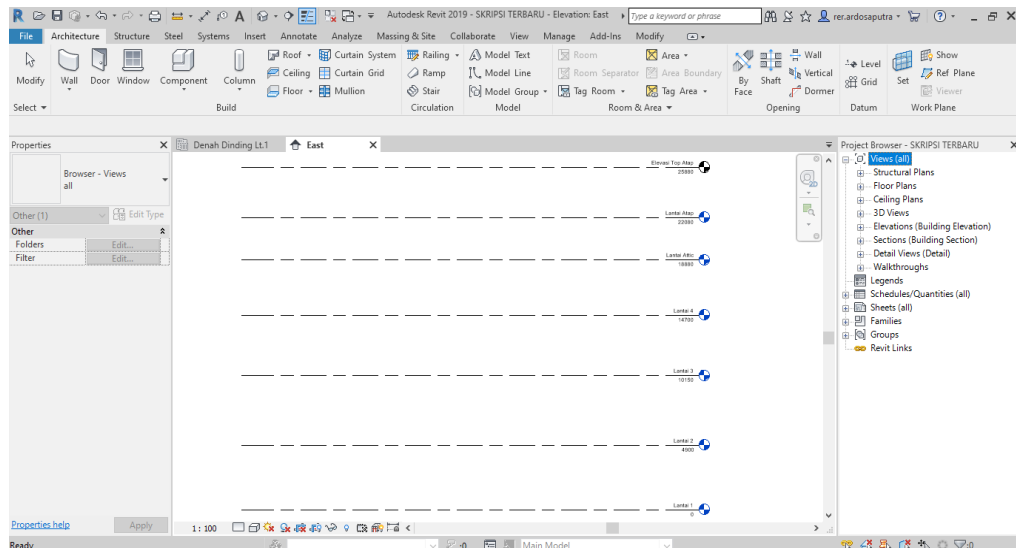 Autodesk Revit 2019 - SKRIPSI TERBARU - Elevation: East
Type a keyword or phrase
rer.ardosaputra
File Architecture Structure Steel Systems Insert Annotate Analyze Massing & Site Collaborate View Manage Add-Ins Modify
Modify
Wall
Door
Window
Component
Column
Roof
Ceiling
Floor
Curtain System
Curtain Grid
Mullion
Railing
Ramp
Stair
Model Text
Model Line
Model Group
Room
Room Separator
Tag Room
Area
Area Boundary
Tag Area
By Face
Shaft
Wall
Vertical
Dormer
Level
Grid
Set
Show
Ref Plane
Viewer
Select
Build
Circulation
Model
Room & Area
Opening
Datum
Work Plane
Properties
Browser - Views
all
Other (1)
Edit Type
Other
Folders Edit...
Filter Edit...
Properties help
Apply
Denah Dinding Lt.1
East
Elevasi Top Atap
25880
Lantai Atap
22080
Lantai Attic
18880
Lantai 4
14700
Lantai 3
10150
Lantai 2
4900
Lantai 1
0
1 : 100
Project Browser - SKRIPSI TERBARU
Views (all)
Structural Plans
Floor Plans
Ceiling Plans
3D Views
Elevations (Building Elevation)
Sections (Building Section)
Detail Views (Detail)
Walkthroughs
Legends
Schedules/Quantities (all)
Sheets (all)
Families
Groups
Revit Links
Ready
:0
Main Model
:0